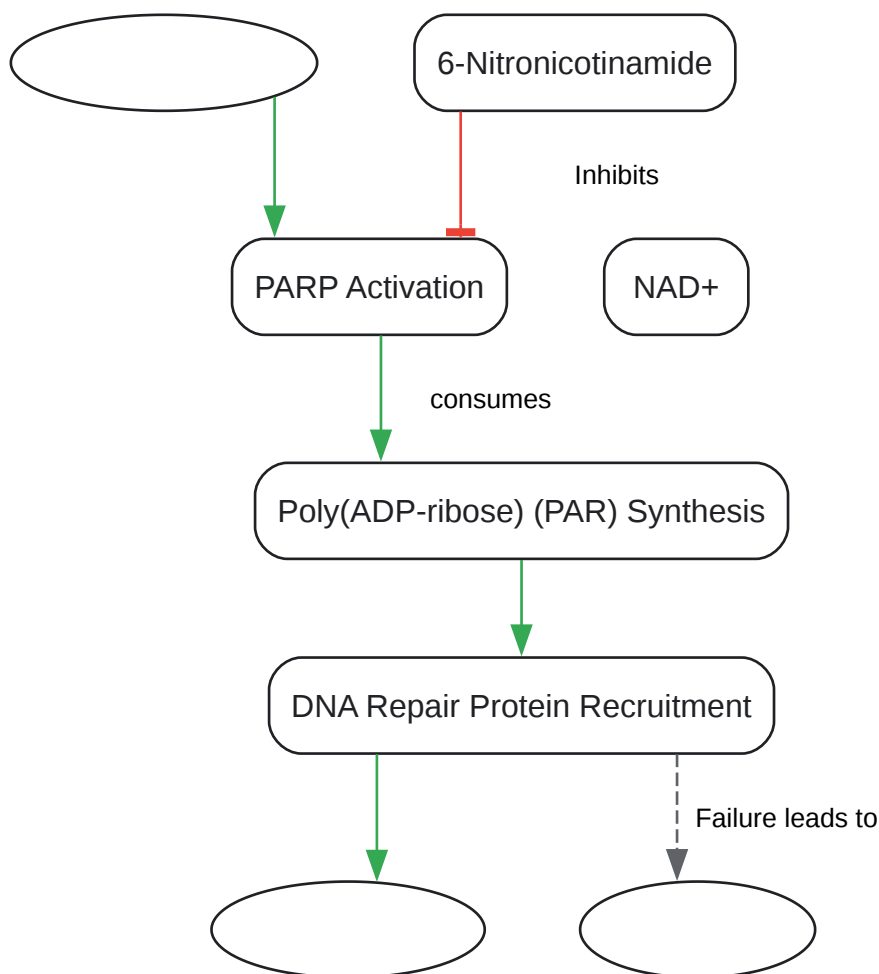 6-Nitronicotinamide
Inhibits
PARP Activation
NAD+
consumes
Poly(ADP-ribose) (PAR) Synthesis
DNA Repair Protein Recruitment
Failure leads to